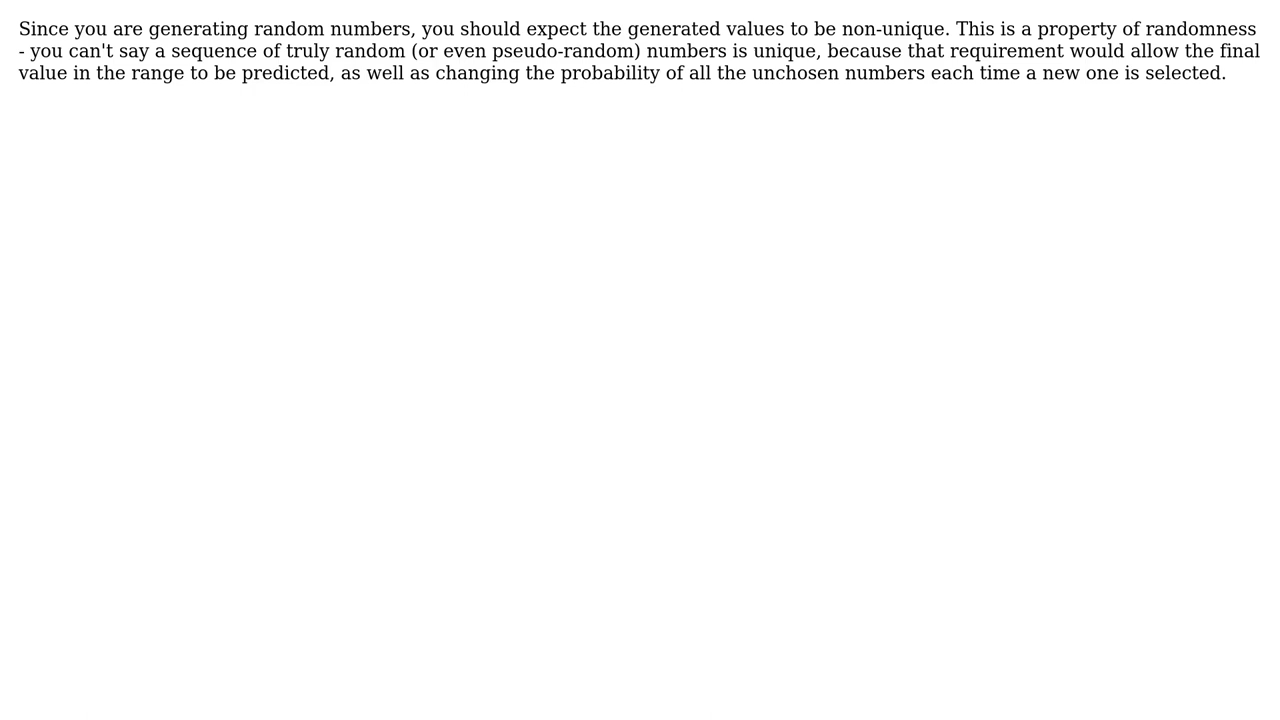 Since you are generating random numbers, you should expect the generated values to be non-unique. This is a property of randomness
- you can't say a sequence of truly random (or even pseudo-random) numbers is unique, because that requirement would allow the final
value in the range to be predicted, as well as changing the probability of all the unchosen numbers each time a new one is selected.